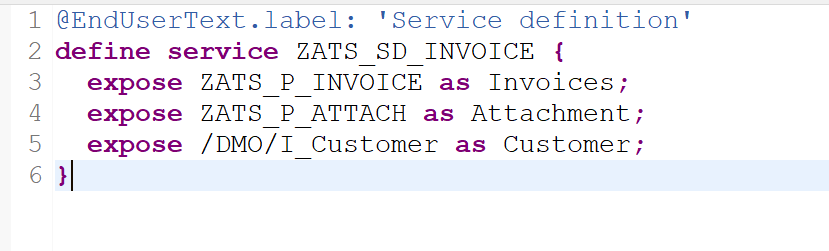 1 @EndUserText.label: 'Service definition'
2 define service ZATS_SD_INVOICE {
3   expose ZATS_P_INVOICE as Invoices;
4   expose ZATS_P_ATTACH as Attachment;
5   expose /DMO/I_Customer as Customer;
6 }